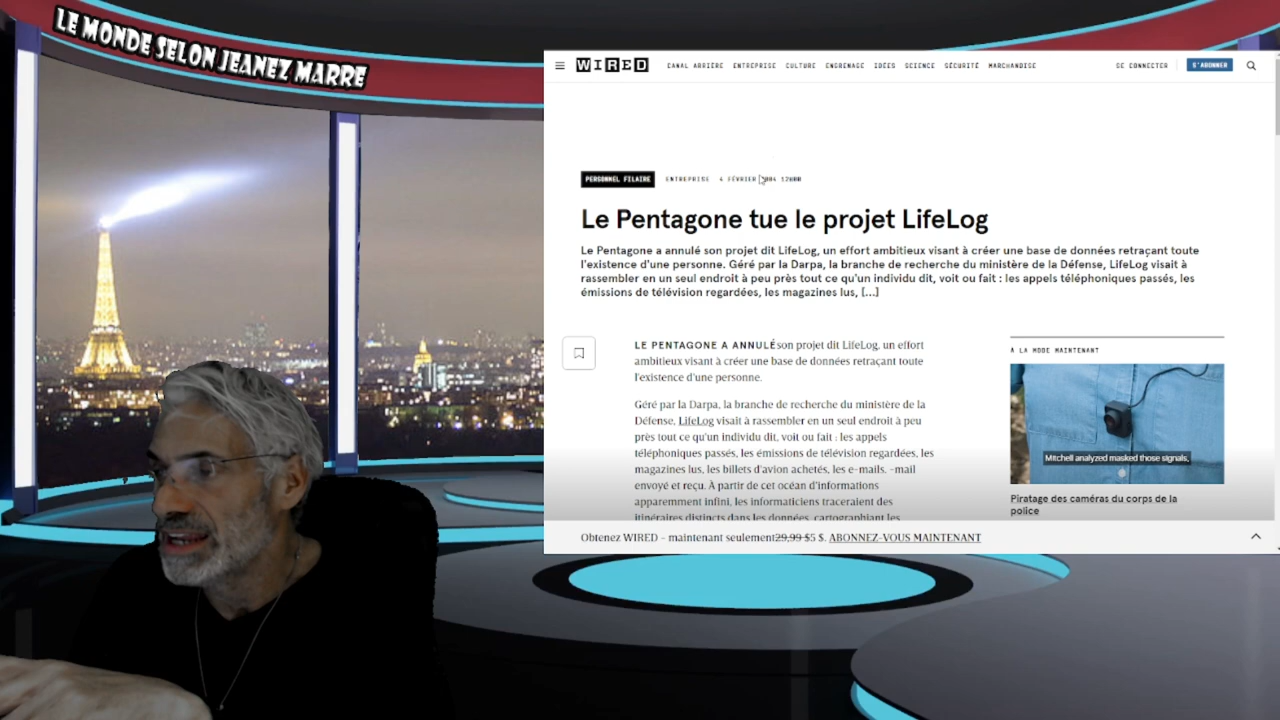 LE MONDE SELON JEANEZ MARRE
WIRED
CANAL ARRIÈRE ENTREPRISE CULTURE ENGRENAGE IDÉES SCIENCE SÉCURITÉ MARCHANDISE SE CONNECTER S'ABONNER
PERSONNEL FILAIRE ENTREPRISE 4 FÉVRIER 12H00
Le Pentagone tue le projet LifeLog
Le Pentagone a annulé son projet dit LifeLog, un effort ambitieux visant à créer une base de données retraçant toute
l'existence d'une personne. Géré par la Darpa, la branche de recherche du ministère de la Défense, LifeLog visait à
rassembler en un seul endroit à peu près tout ce qu'un individu dit, voit ou fait : les appels téléphoniques passés, les
émissions de télévision regardées, les magazines lus, [...]
LE PENTAGONE A ANNULÉ son projet dit LifeLog, un effort
ambitieux visant à créer une base de données retraçant toute
l'existence d'une personne.
Géré par la Darpa, la branche de recherche du ministère de la
Défense, LifeLog visait à rassembler en un seul endroit à peu
près tout ce qu'un individu dit, voit ou fait : les appels
téléphoniques passés, les émissions de télévision regardées, les
magazines lus, les billets d'avion achetés, les e-mails. -mail
envoyé et reçu. À partir de cet océan d'informations
apparemment infini, les informaticiens traceraient des
itinéraires distincts dans les données, cartographiant les
À LA MODE MAINTENANT
Mitchell analyzed masked those signals,
Piratage des caméras du corps de la
police
Obtenez WIRED - maintenant seulement 29,99 $5 $. ABONNEZ-VOUS MAINTENANT